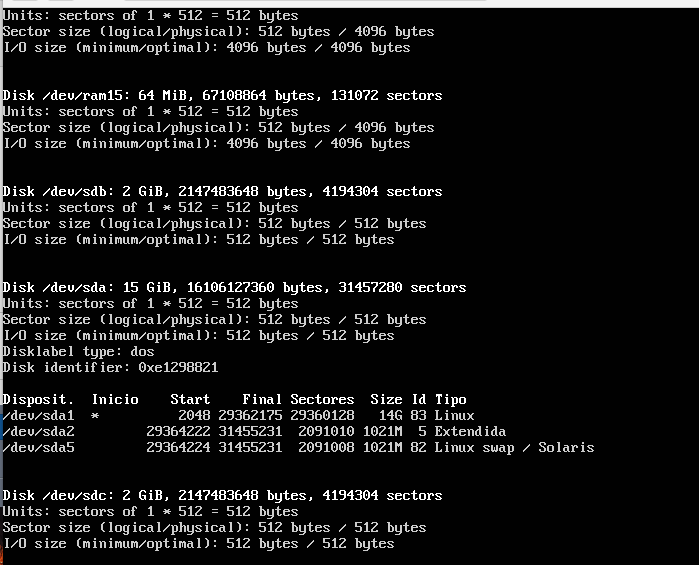 Units: sectors of 1 * 512 = 512 bytes
Sector size (logical/physical): 512 bytes / 4096 bytes
I/O size (minimum/optimal): 4096 bytes / 4096 bytes
Disk /dev/ram15: 64 MiB, 67108864 bytes, 131072 sectors
Units: sectors of 1 * 512 = 512 bytes
Sector size (logical/physical): 512 bytes / 4096 bytes
I/O size (minimum/optimal): 4096 bytes / 4096 bytes
Disk /dev/sdb: 2 GiB, 2147483648 bytes, 4194304 sectors
Units: sectors of 1 * 512 = 512 bytes
Sector size (logical/physical): 512 bytes / 512 bytes
I/O size (minimum/optimal): 512 bytes / 512 bytes
Disk /dev/sda: 15 GiB, 16106127360 bytes, 31457280 sectors
Units: sectors of 1 * 512 = 512 bytes
Sector size (logical/physical): 512 bytes / 512 bytes
I/O size (minimum/optimal): 512 bytes / 512 bytes
Disklabel type: dos
Disk identifier: 0xe1298821
Disposit.  Inicio    Start    Final Sectores  Size Id Tipo
/dev/sda1  *          2048 29362175 29360128   14G 83 Linux
/dev/sda2         29364222 31455231  2091010 1021M  5 Extendida
/dev/sda5         29364224 31455231  2091008 1021M 82 Linux swap / Solaris
Disk /dev/sdc: 2 GiB, 2147483648 bytes, 4194304 sectors
Units: sectors of 1 * 512 = 512 bytes
Sector size (logical/physical): 512 bytes / 512 bytes
I/O size (minimum/optimal): 512 bytes / 512 bytes